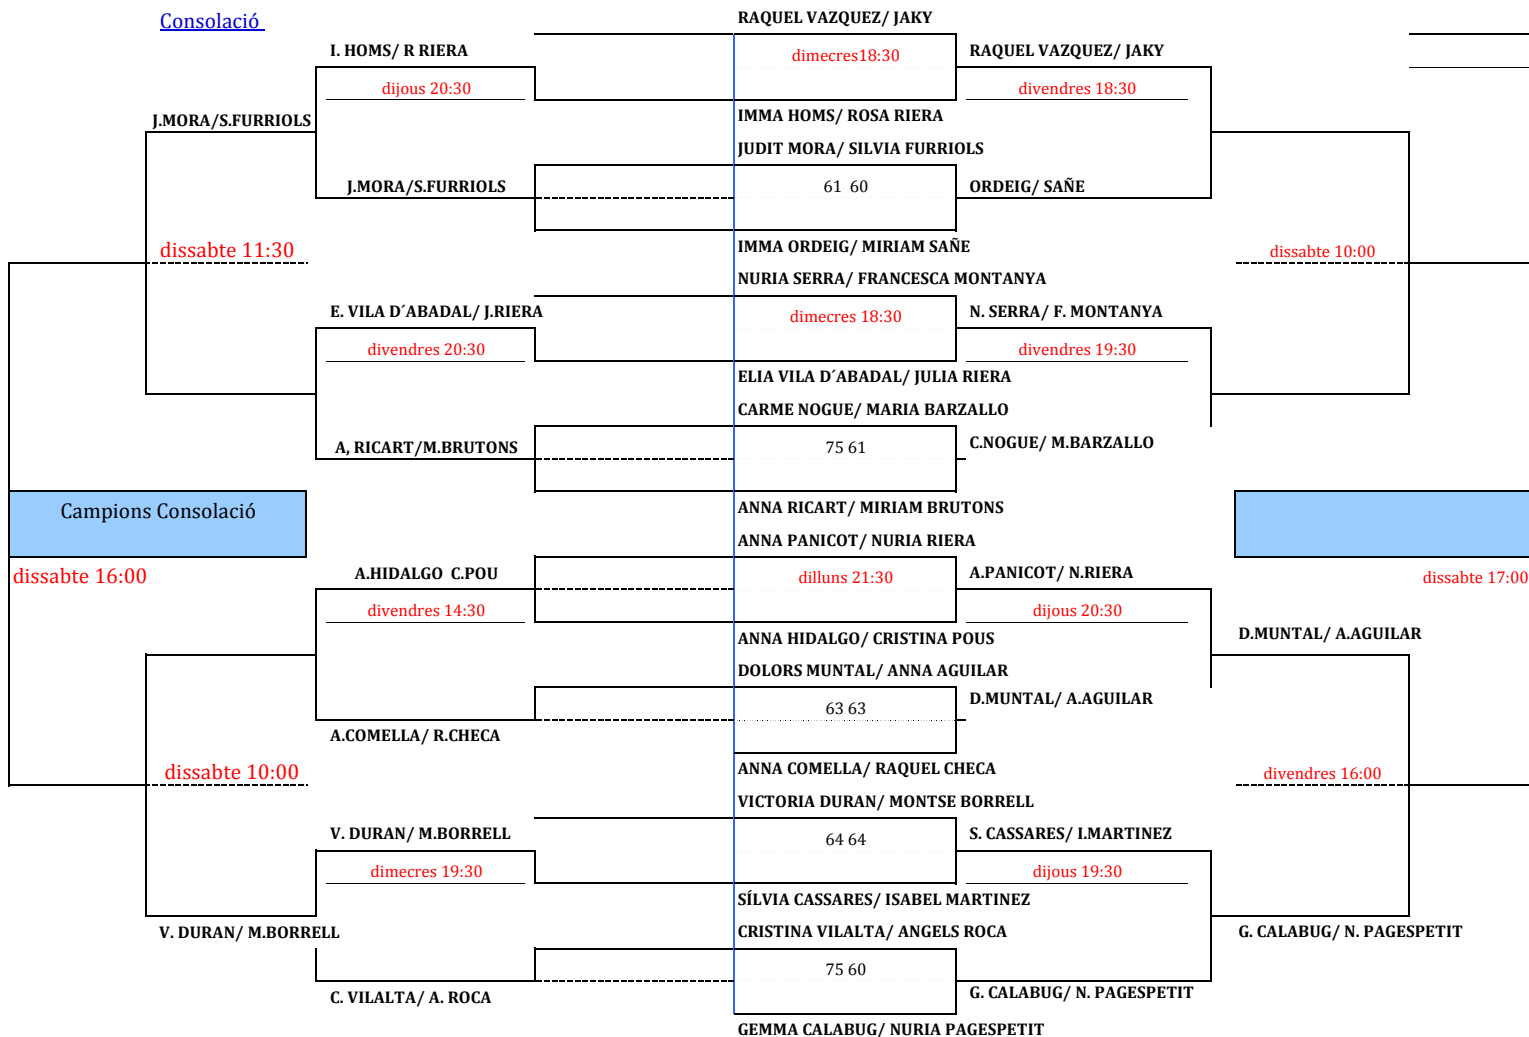 Consolació
RAQUEL VAZQUEZ/ JAKY
I. HOMS/ R RIERA
dimecres18:30
RAQUEL VAZQUEZ/ JAKY
dijous 20:30
divendres 18:30
J.MORA/S.FURRIOLS
IMMA HOMS/ ROSA RIERA
JUDIT MORA/ SILVIA FURRIOLS
J.MORA/S.FURRIOLS
61 60
ORDEIG/ SAÑE
dissabte 11:30
IMMA ORDEIG/ MIRIAM SAÑE
dissabte 10:00
NURIA SERRA/ FRANCESCA MONTANYA
E. VILA D´ABADAL/ J.RIERA
dimecres 18:30
N. SERRA/ F. MONTANYA
divendres 20:30
divendres 19:30
ELIA VILA D´ABADAL/ JULIA RIERA
CARME NOGUE/ MARIA BARZALLO
A, RICART/M.BRUTONS
75 61
C.NOGUE/ M.BARZALLO
Campions Consolació
ANNA RICART/ MIRIAM BRUTONS
ANNA PANICOT/ NURIA RIERA
dissabte 16:00
A.HIDALGO C.POU
dilluns 21:30
A.PANICOT/ N.RIERA
dissabte 17:00
divendres 14:30
dijous 20:30
ANNA HIDALGO/ CRISTINA POUS
D.MUNTAL/ A.AGUILAR
DOLORS MUNTAL/ ANNA AGUILAR
63 63
D.MUNTAL/ A.AGUILAR
A.COMELLA/ R.CHECA
dissabte 10:00
ANNA COMELLA/ RAQUEL CHECA
divendres 16:00
VICTORIA DURAN/ MONTSE BORRELL
V. DURAN/ M.BORRELL
64 64
S. CASSARES/ I.MARTINEZ
dimecres 19:30
dijous 19:30
SÍLVIA CASSARES/ ISABEL MARTINEZ
V. DURAN/ M.BORRELL
CRISTINA VILALTA/ ANGELS ROCA
G. CALABUG/ N. PAGESPETIT
75 60
C. VILALTA/ A. ROCA
G. CALABUG/ N. PAGESPETIT
GEMMA CALABUG/ NURIA PAGESPETIT